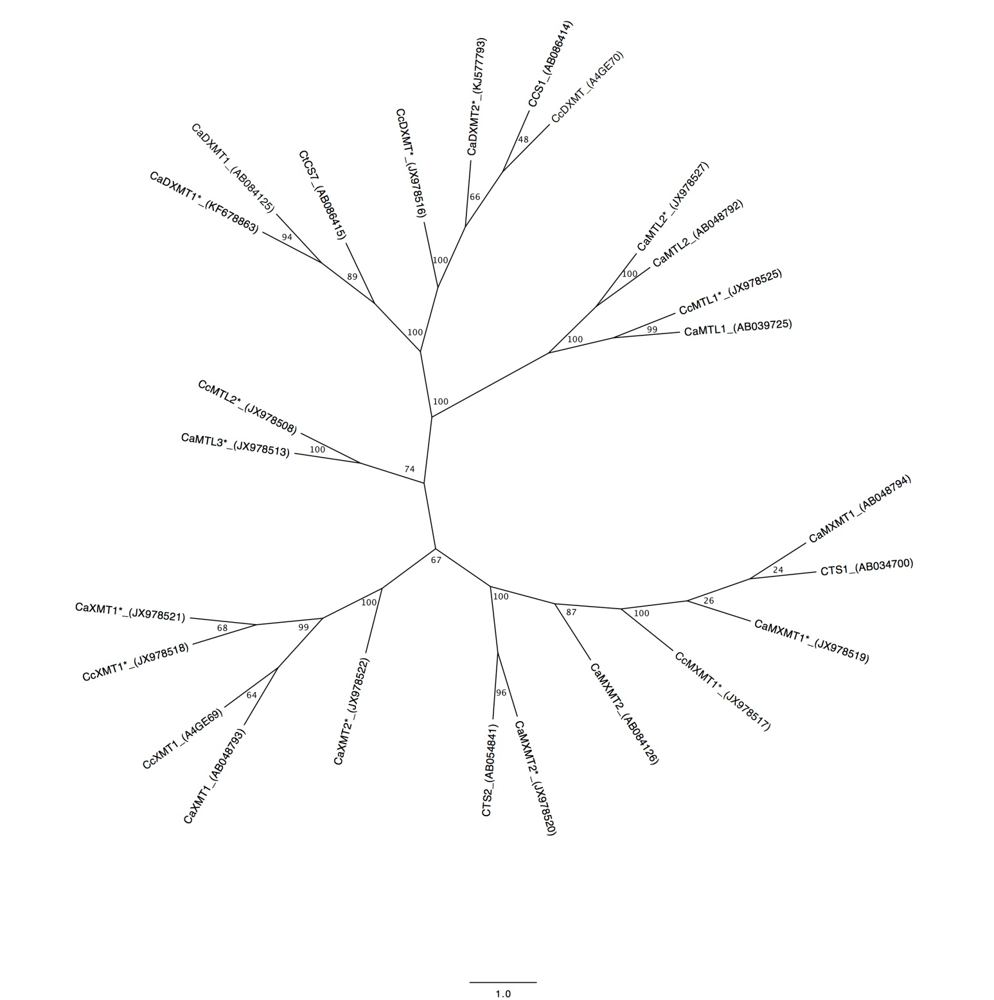 CCS1_(AB086414)
CaDXMT2*_(KJ577793)
CcDXMT_(A4GE70)
CcDXMT*_(JX978516)
CaDXMT1_(AB084125)
CtCS7_(AB086415)
CaDXMT1*_(KF678863)
48
66
94
100
89
100
CaMTL2*_(JX978527)
CaMTL2_(AB048792)
100
CcMTL1*_(JX978525)
CaMTL1_(AB039725)
99
100
100
CcMTL2*_(JX978508)
CaMTL3*_(JX978513)
100
74
67
CaMXMT1_(AB048794)
CTS1_(AB034700)
24
26
CaMXMT1*_(JX978519)
100
CcMXMT1*_(JX978517)
87
CaMXMT2_(AB084126)
100
96
CaMXMT2*_(JX978520)
CTS2_(AB054841)
CaXMT1*_(JX978521)
68
CcXMT1*_(JX978518)
99
100
64
CcXMT1_(A4GE69)
CaXMT1_(AB048793)
CaXMT2*_(JX978522)
1.0